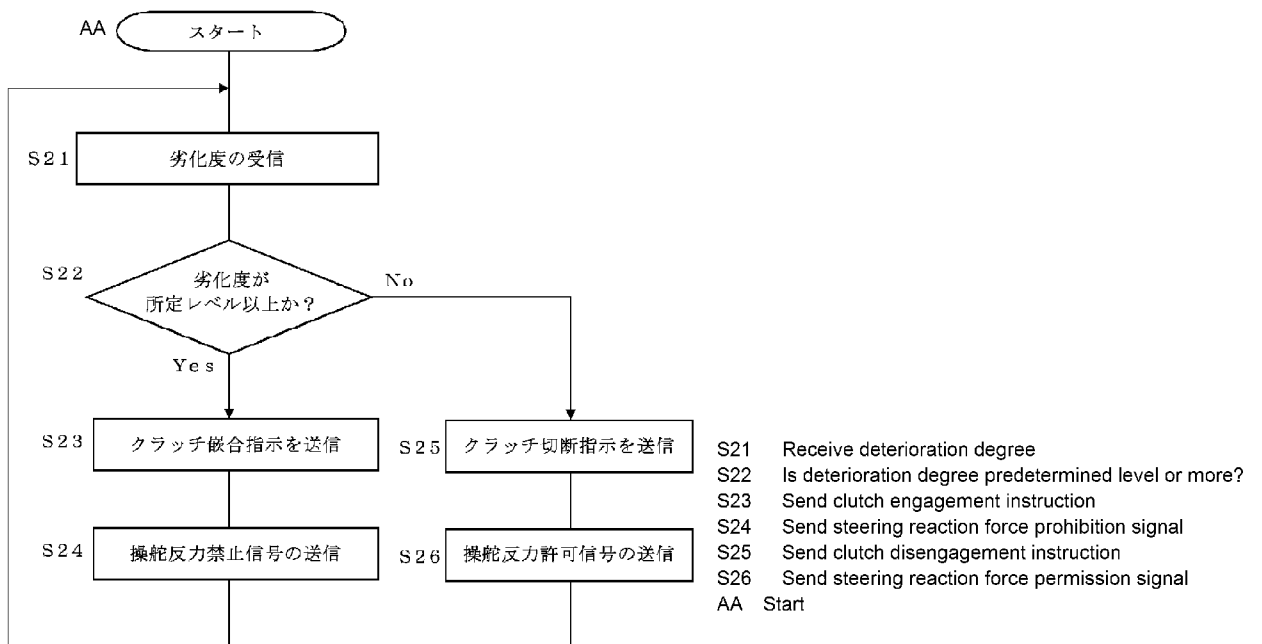 AA スタート
S21 劣化度の受信
S22 劣化度が
所定レベル以上か？
No
Yes
S23 クラッチ嵌合指示を送信
S25 クラッチ切断指示を送信
S24 操舵反力禁止信号の送信
S26 操舵反力許可信号の送信
S21 Receive deterioration degree
S22 Is deterioration degree predetermined level or more?
S23 Send clutch engagement instruction
S24 Send steering reaction force prohibition signal
S25 Send clutch disengagement instruction
S26 Send steering reaction force permission signal
AA Start